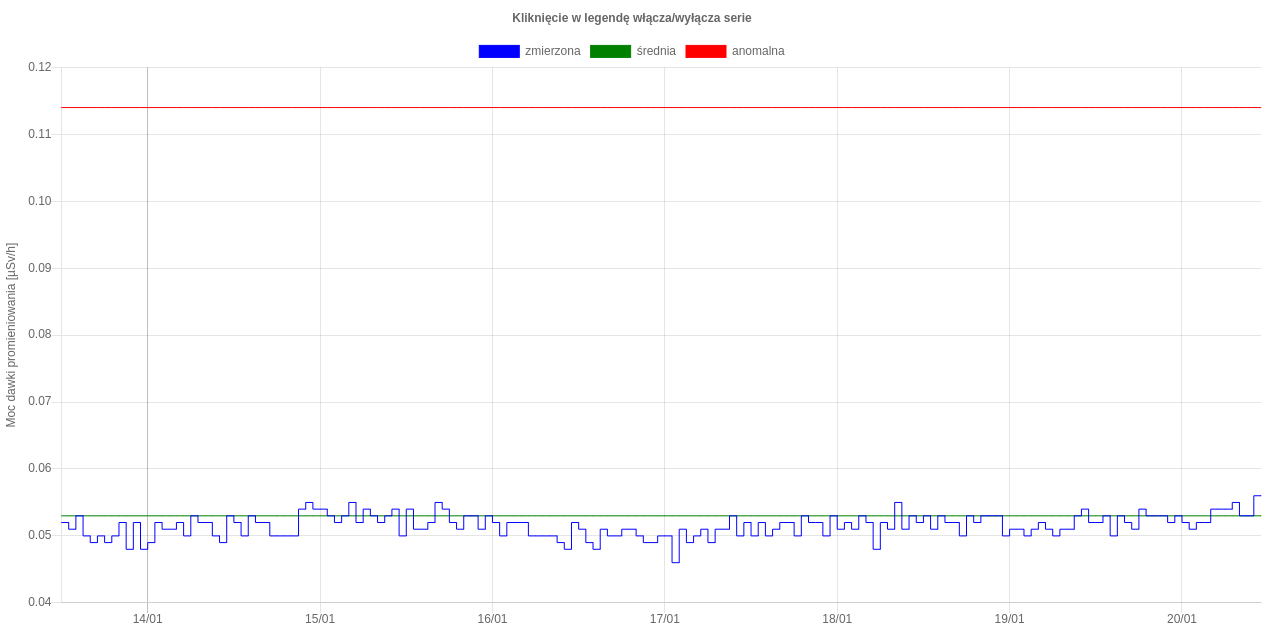 Kliknięcie w legendę włącza/wyłącza serie
zmierzona średnia anomalna
Moc dawki promieniowania [µSv/h]
0.12
0.11
0.10
0.09
0.08
0.07
0.06
0.05
0.04
14/01 15/01 16/01 17/01 18/01 19/01 20/01